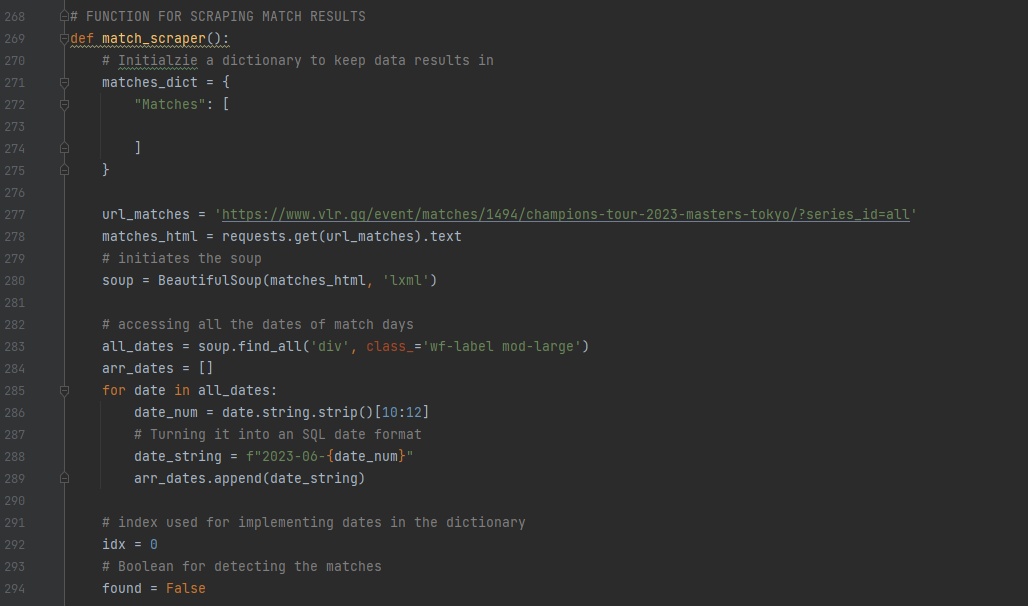 268 # FUNCTION FOR SCRAPING MATCH RESULTS
269 def match_scraper():
270     # Initialzie a dictionary to keep data results in
271     matches_dict = {
272         "Matches": [
273
274         ]
275     }
276
277     url_matches = 'https://www.vlr.gg/event/matches/1494/champions-tour-2023-masters-tokyo/?series_id=all'
278     matches_html = requests.get(url_matches).text
279     # initiates the soup
280     soup = BeautifulSoup(matches_html, 'lxml')
281
282     # accessing all the dates of match days
283     all_dates = soup.find_all('div', class_='wf-label mod-large')
284     arr_dates = []
285     for date in all_dates:
286         date_num = date.string.strip()[10:12]
287         # Turning it into an SQL date format
288         date_string = f"2023-06-{date_num}"
289         arr_dates.append(date_string)
290
291     # index used for implementing dates in the dictionary
292     idx = 0
293     # Boolean for detecting the matches
294     found = False